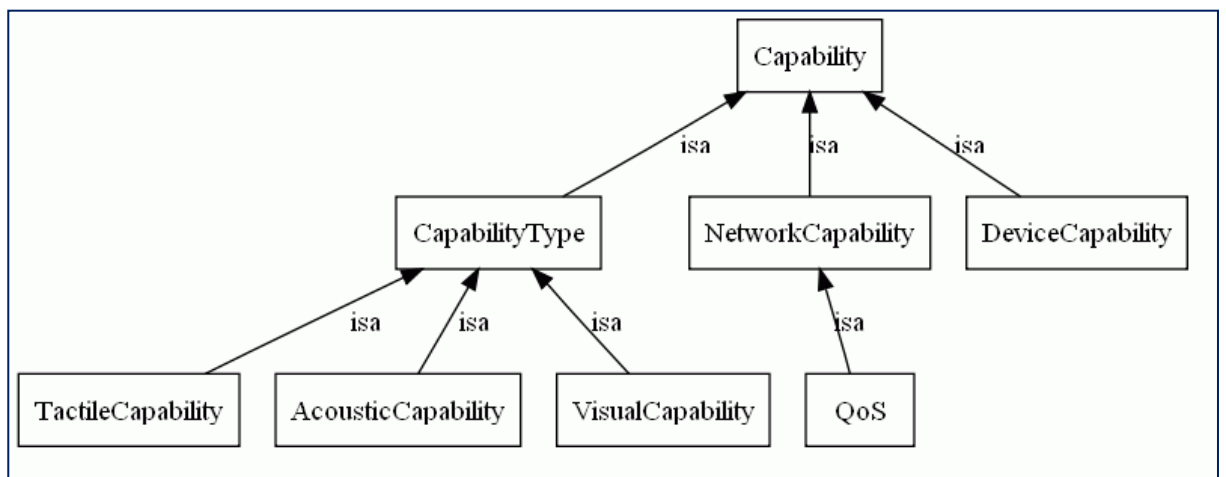 Capability
isa isa isa
CapabilityType NetworkCapability DeviceCapability
isa isa isa isa
TactileCapability AcousticCapability VisualCapability QoS